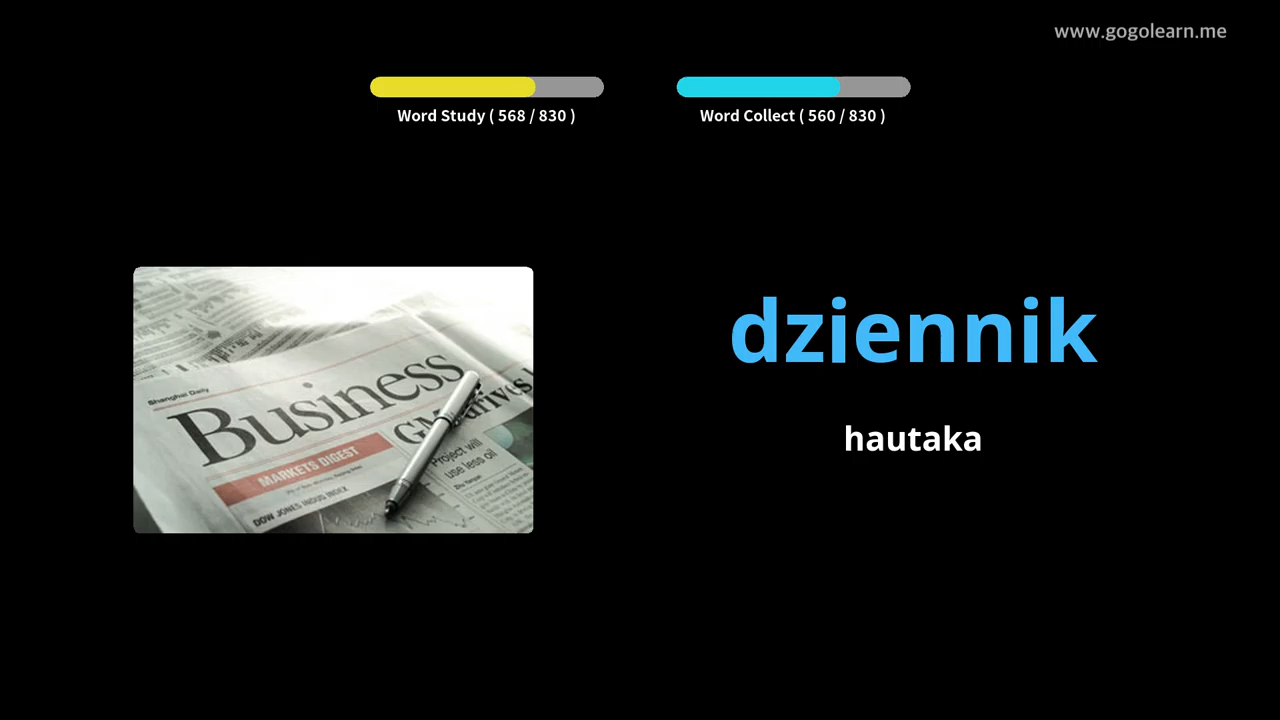 www.gogolearn.me
Word Study ( 568 / 830 )
Word Collect ( 560 / 830 )
dziennik
hautaka
Shanghai Daily
Business
MARKETS DIGEST
DOW JONES INDUS INDEX
GM
drives
Project will
use less oil